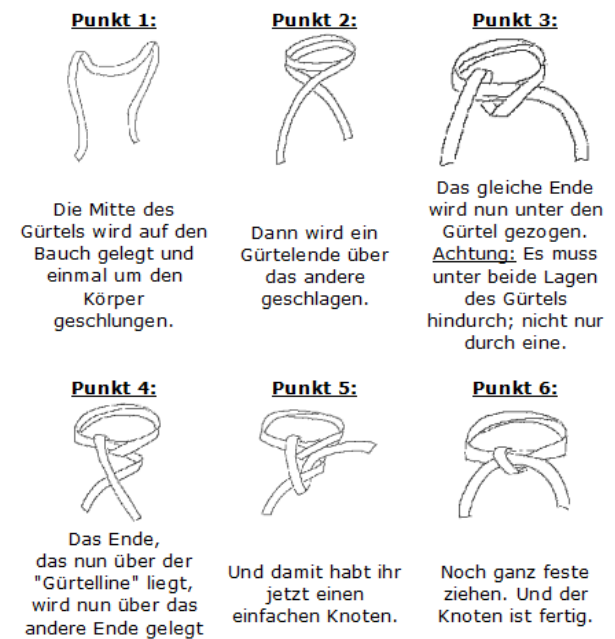 Punkt 1:
Die Mitte des
Gürtels wird auf den
Bauch gelegt und
einmal um den
Körper
geschlungen.
Punkt 2:
Dann wird ein
Gürtelende über
das andere
geschlagen.
Punkt 3:
Das gleiche Ende
wird nun unter den
Gürtel gezogen.
Achtung: Es muss
unter beide Lagen
des Gürtels
hindurch; nicht nur
durch eine.
Punkt 4:
Das Ende,
das nun über der
"Gürtelline" liegt,
wird nun über das
andere Ende gelegt
Punkt 5:
Und damit habt ihr
jetzt einen
einfachen Knoten.
Punkt 6:
Noch ganz feste
ziehen. Und der
Knoten ist fertig.